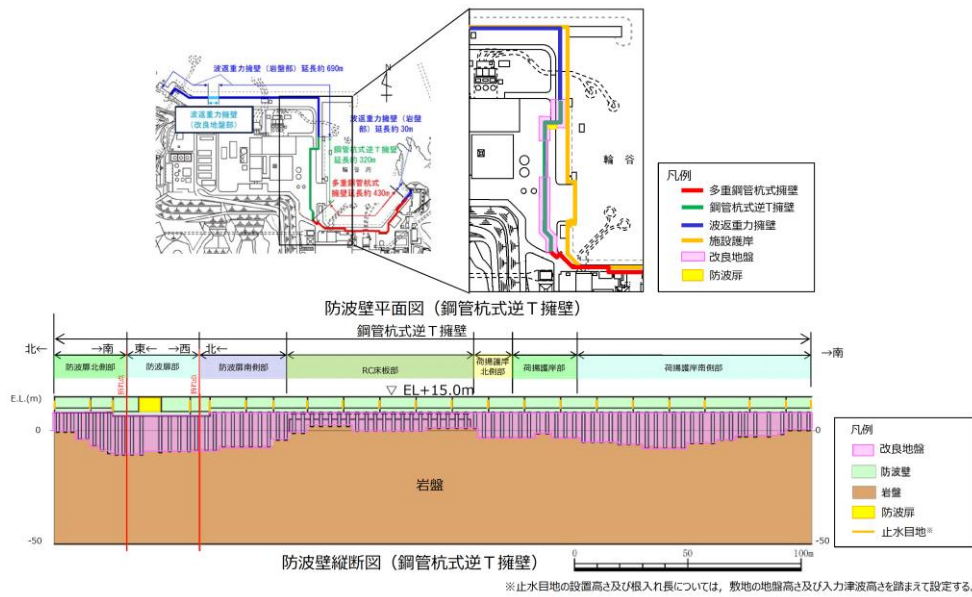 波返重力擁壁（岩盤部）延長約690m
波返重力擁壁
（改良地盤部）
N
波返重力擁壁（岩盤
部）延長約30m
鋼管杭式逆T擁壁
延長約320m
輪谷湾
多重鋼管杭式
擁壁延長約430m
輪谷
凡例
多重鋼管杭式擁壁
鋼管杭式逆T擁壁
波返重力擁壁
施設護岸
改良地盤
防波扉
防波壁平面図（鋼管杭式逆T擁壁）
鋼管杭式逆T擁壁
北← →南 東← →西 北← →南
防波扉北側部
防波扉部
防波扉南側部
RC床板部
荷揚護岸
北側部
荷揚護岸部
荷揚護岸南側部
▽ EL+15.0m
E.L.(m)
0
0
-50
-50
岩盤
凡例
改良地盤
防波壁
岩盤
防波扉
止水目地※
防波壁縦断図（鋼管杭式逆T擁壁）
0 50 100m
※止水目地の設置高さ及び根入れ長については，敷地の地盤高さ及び入力津波高さを踏まえて設定する。